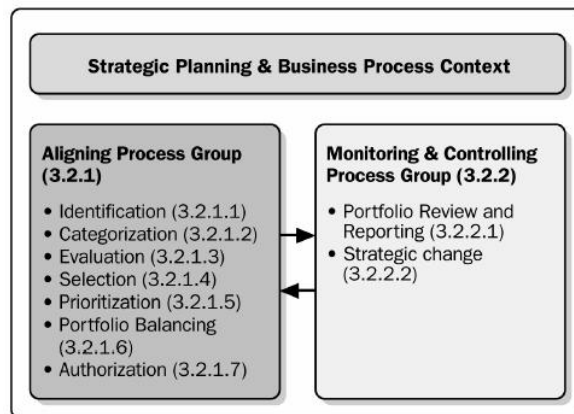 Strategic Planning & Business Process Context
Aligning Process Group
(3.2.1)
• Identification (3.2.1.1)
• Categorization (3.2.1.2)
• Evaluation (3.2.1.3)
• Selection (3.2.1.4)
• Prioritization (3.2.1.5)
• Portfolio Balancing
(3.2.1.6)
• Authorization (3.2.1.7)
Monitoring & Controlling
Process Group (3.2.2)
• Portfolio Review and
Reporting (3.2.2.1)
• Strategic change
(3.2.2.2)